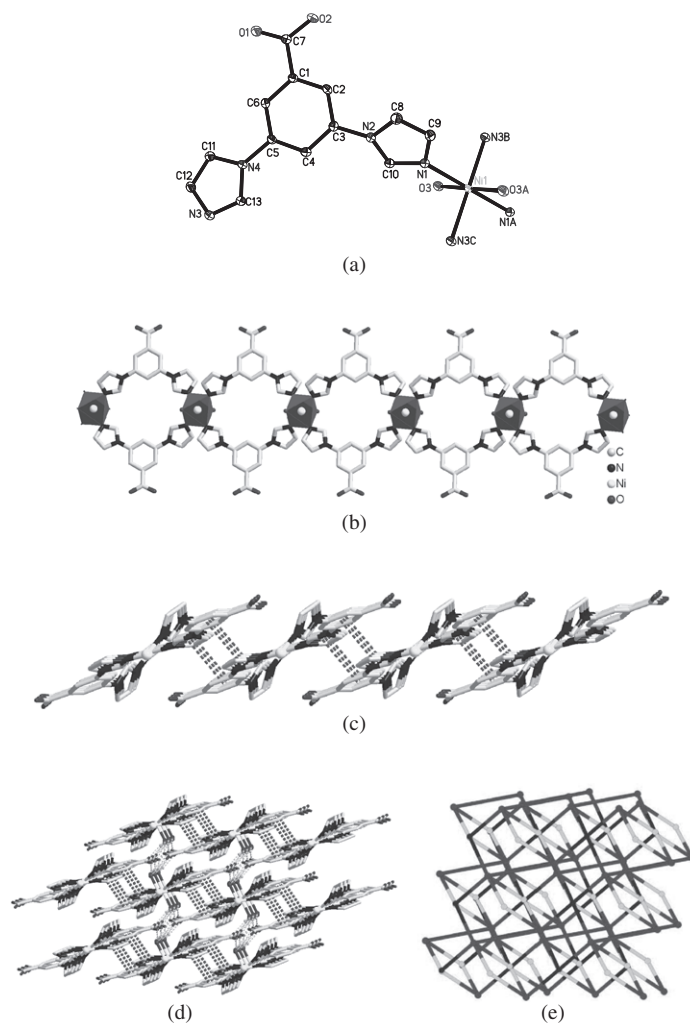 O1 O2
C7
C1
C6 C2
C8
C11 N2 C9 N3B
C5 C3
C4
C12 N4 C10 N1 Ni1
O3 O3A
N3 C13
N1A
N3C
(a)
C
N
Ni
O
(b)
(c)
(d) (e)